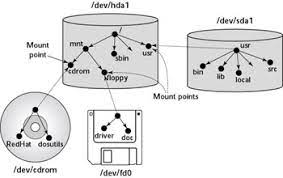 /dev/hda1
/dev/sda1
/
Mount
point
mnt
usr
sbin
cdrom
floppy
usr
bin
lib
local
src
Mount points
RedHat
dosutils
driver
doc
/dev/cdrom
/dev/fd0